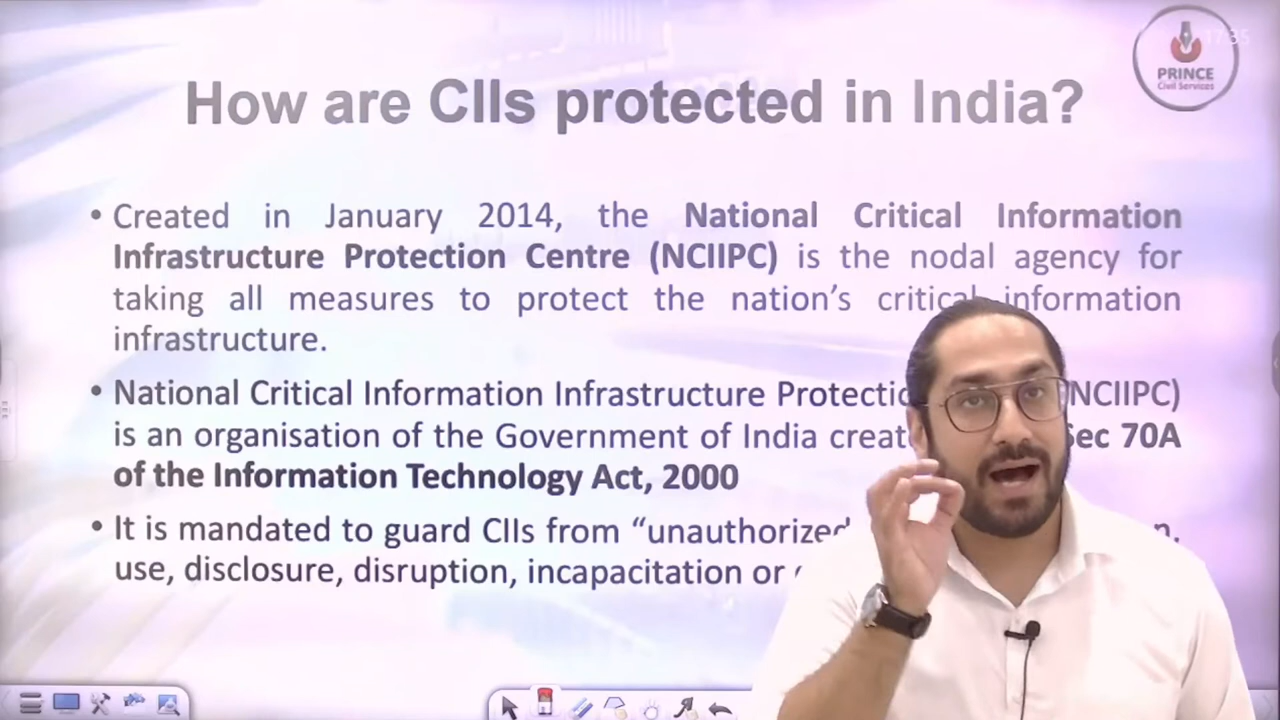 17:35
PRINCE
Civil Services
How are CIIs protected in India?
• Created in January 2014, the National Critical Information
Infrastructure Protection Centre (NCIIPC) is the nodal agency for
taking all measures to protect the nation's critical information
infrastructure.
• National Critical Information Infrastructure (NCIIPC)
is an organisation of the Government of India Sec 70A
of the Information Technology Act, 2000
• It is mandated to guard CIIs from “unauthorized
use, disclosure, disruption, incapacitation or